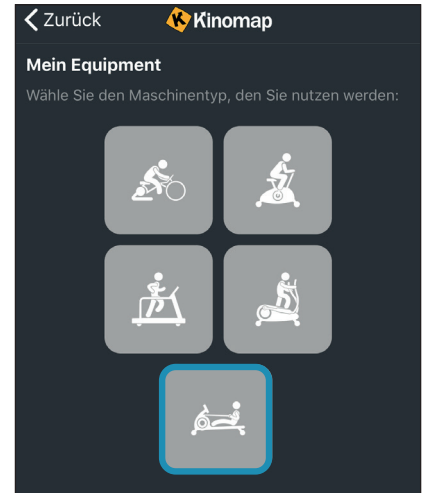 Zurück
Kinomap
Mein Equipment
Wähle Sie den Maschinentyp, den Sie nutzen werden: